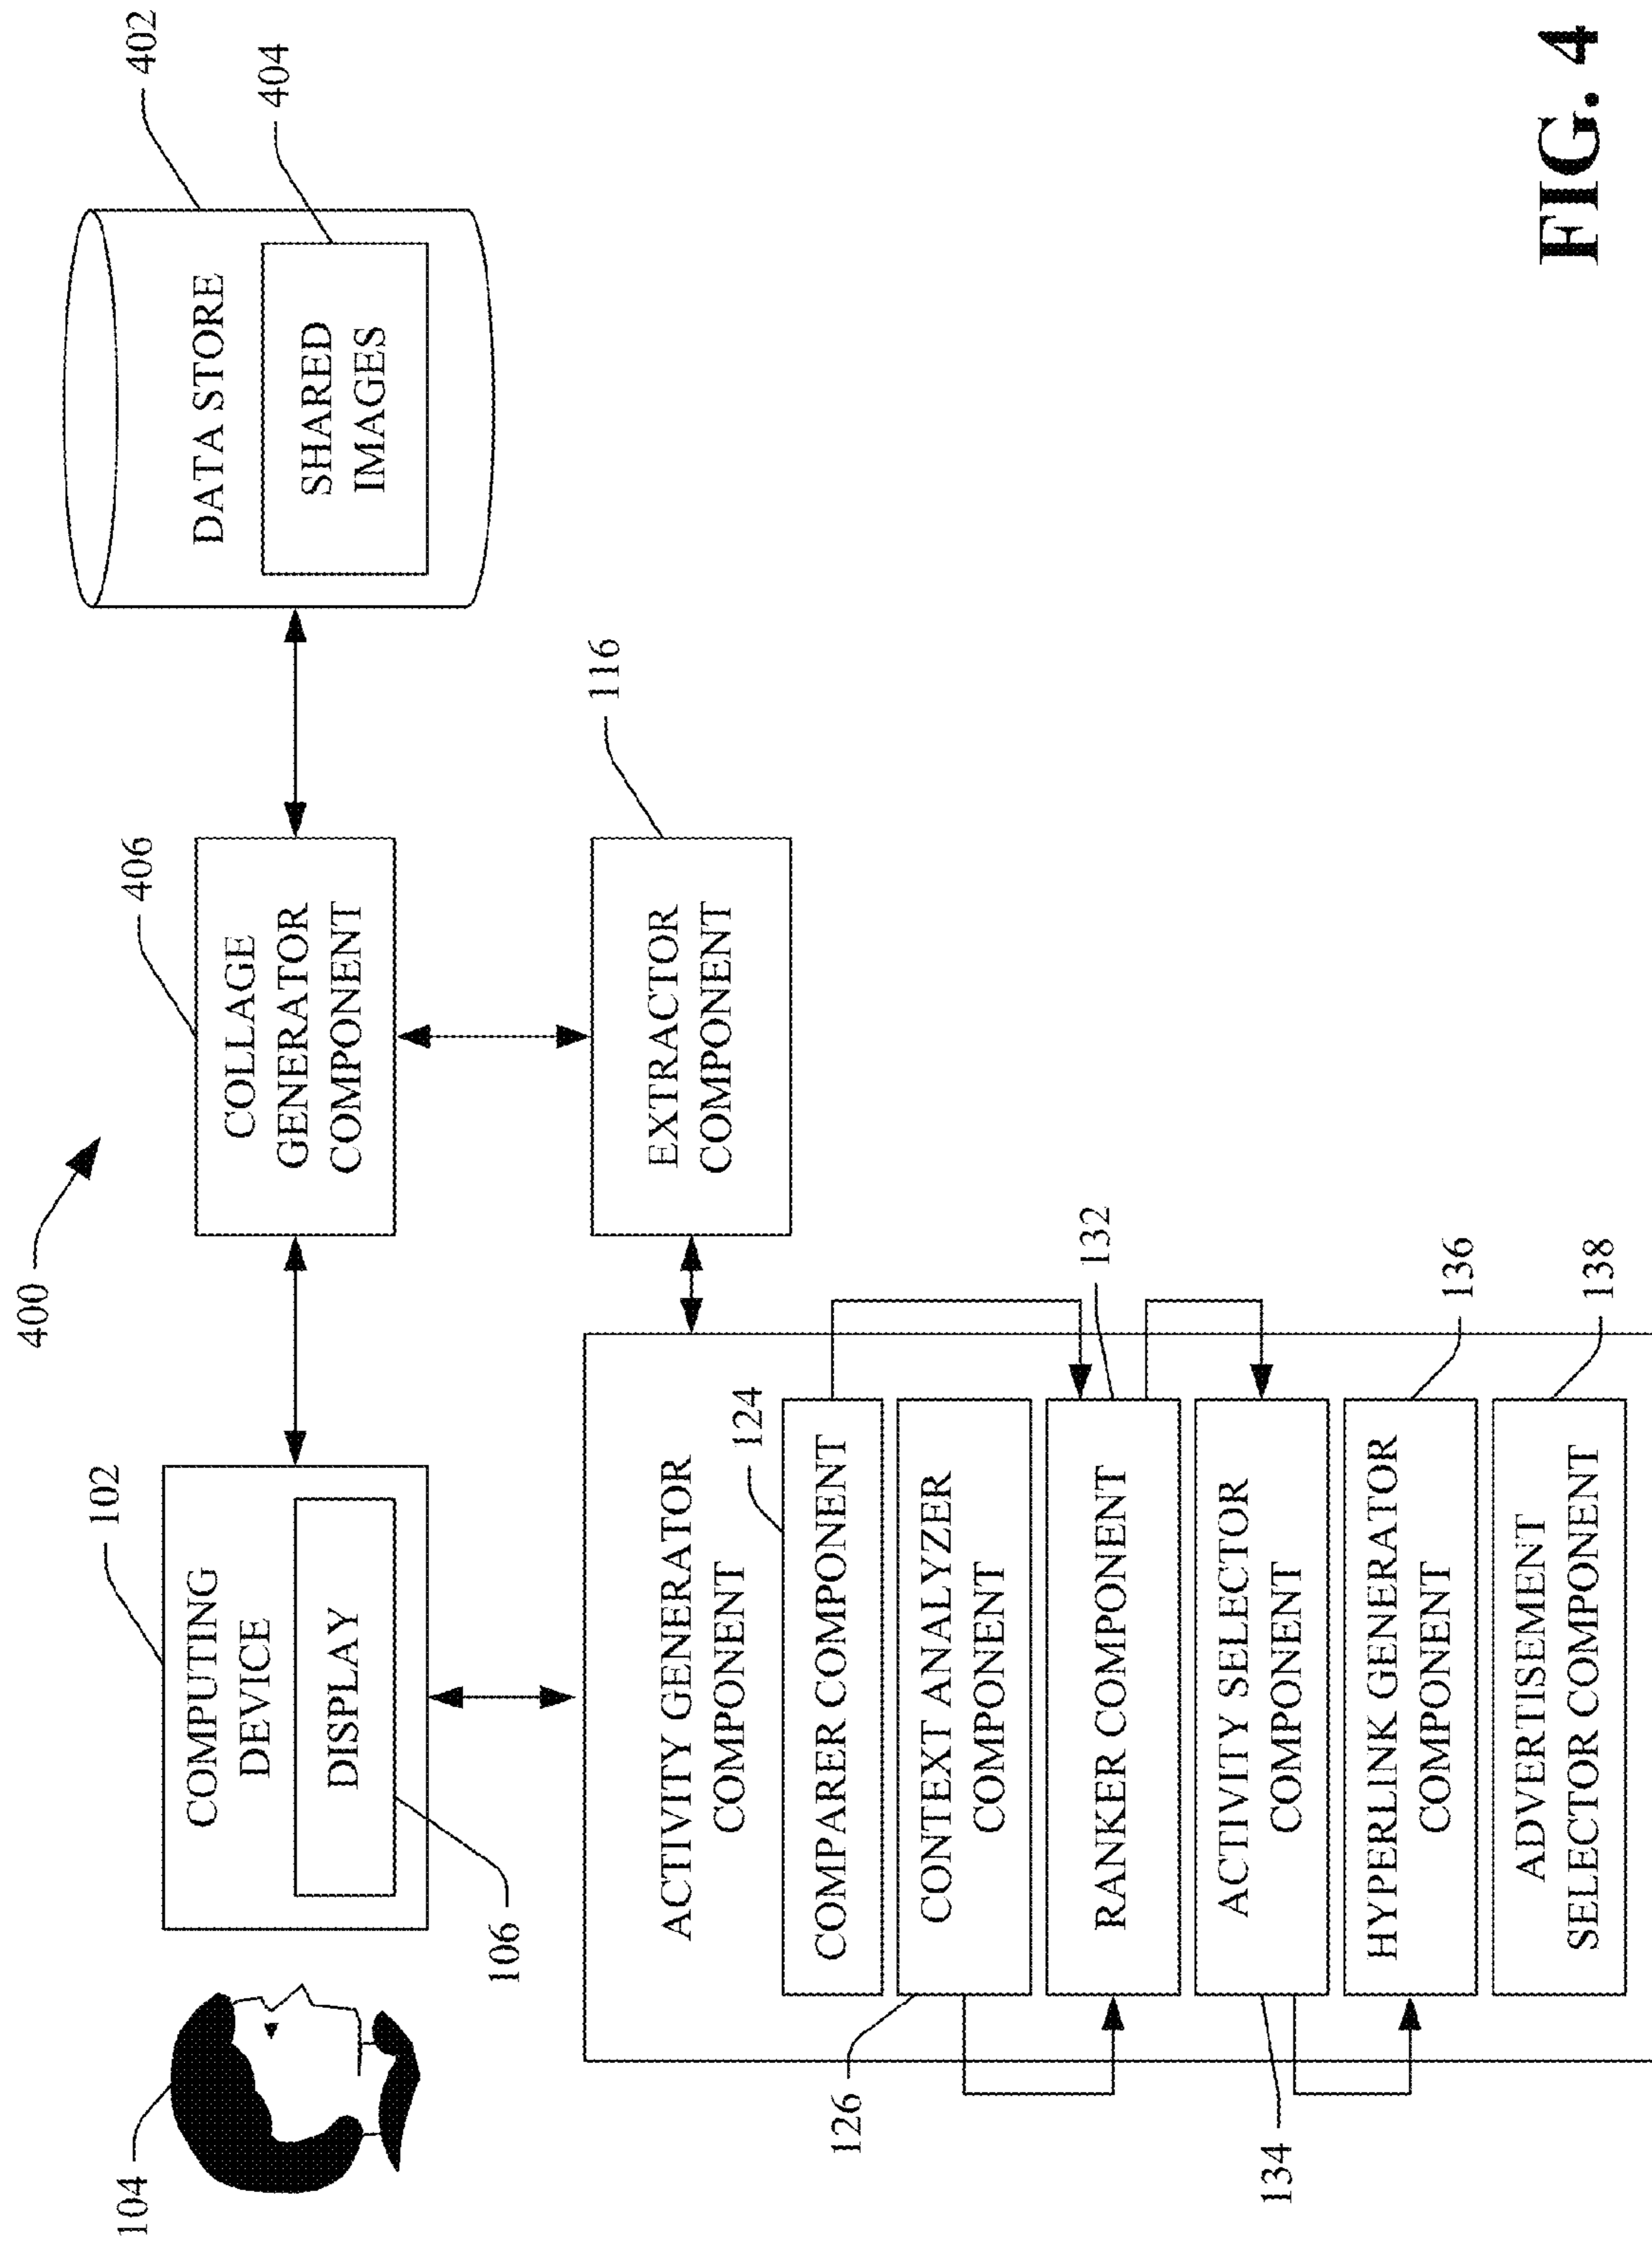 400
104
102
COMPUTING
DEVICE
DISPLAY
106
406
COLLAGE
GENERATOR
COMPONENT
402
DATA STORE
404
SHARED
IMAGES
116
EXTRACTOR
COMPONENT
ACTIVITY GENERATOR
COMPONENT
124
COMPARER COMPONENT
126
CONTEXT ANALYZER
COMPONENT
132
RANKER COMPONENT
134
ACTIVITY SELECTOR
COMPONENT
136
HYPERLINK GENERATOR
COMPONENT
138
ADVERTISEMENT
SELECTOR COMPONENT
FIG. 4